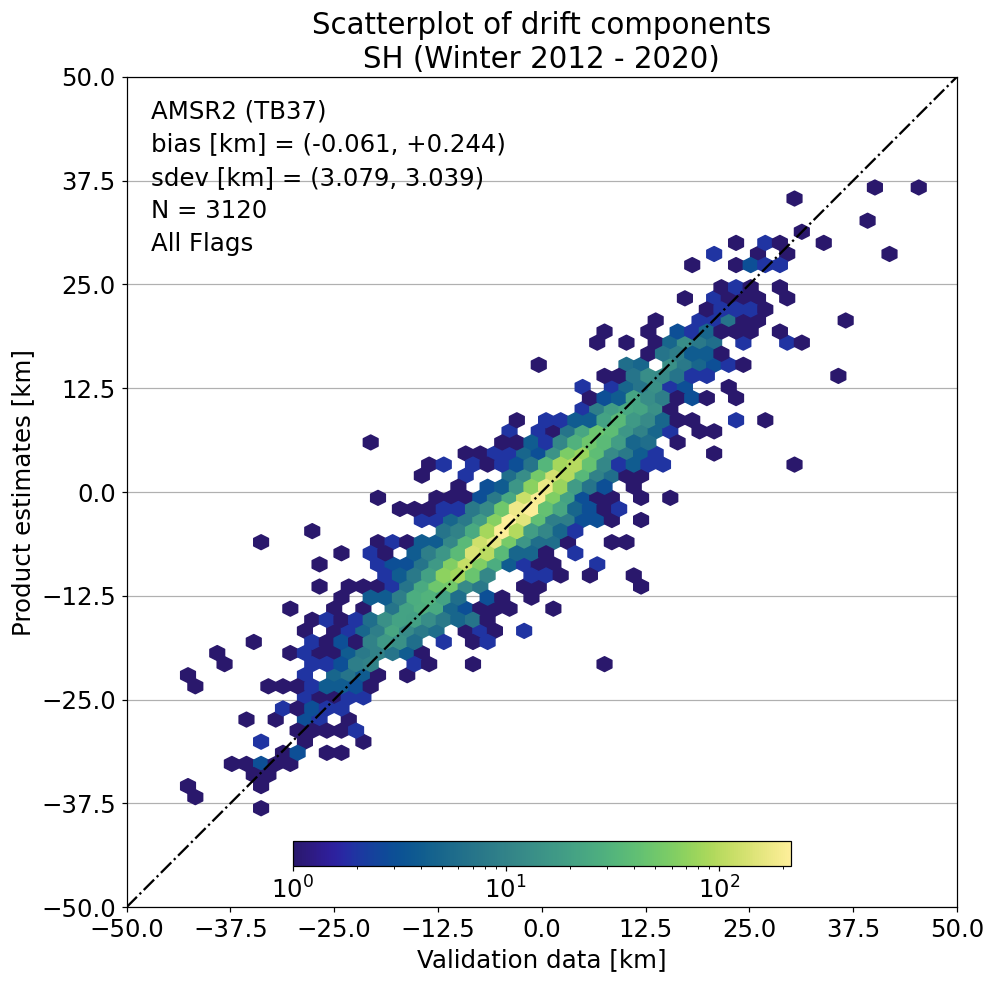 Scatterplot of drift components
SH (Winter 2012 - 2020)
50.0
AMSR2 (TB37)
bias [km] = (-0.061, +0.244)
37.5
sdev [km] = (3.079, 3.039)
N = 3120
All Flags
25.0
12.5
Product estimates [km]
0.0
−12.5
−25.0
−37.5
10⁰ 10¹ 10²
−50.0
−50.0 −37.5 −25.0 −12.5 0.0 12.5 25.0 37.5 50.0
Validation data [km]